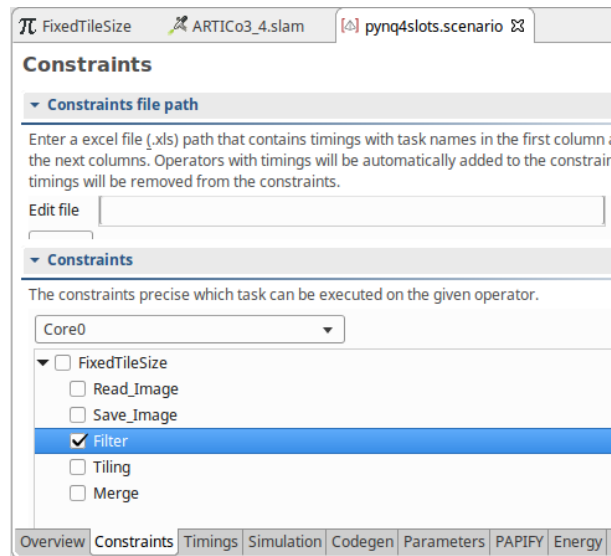 FixedTileSize ARTICo3_4.slam pynq4slots.scenario
Constraints
Constraints file path
Enter a excel file (.xls) path that contains timings with task names in the first column
the next columns. Operators with timings will be automatically added to the
timings will be removed from the constraints.
Edit file
Constraints
The constraints precise which task can be executed on the given operator.
Core0
FixedTileSize
Read_Image
Save_Image
Filter
Tiling
Merge
Overview Constraints Timings Simulation Codegen Parameters PAPIFY Energy